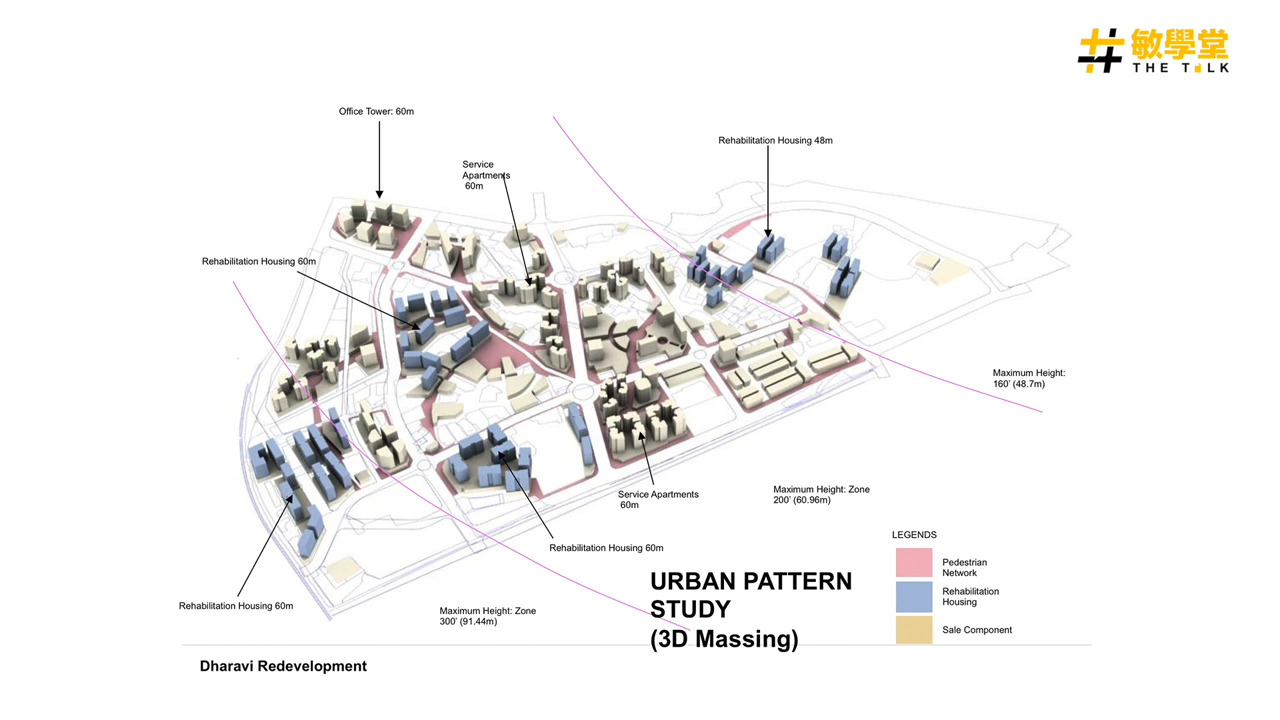 敏學堂
THE TALK
Office Tower: 60m
Rehabilitation Housing 48m
Service
Apartments
60m
Rehabilitation Housing 60m
Maximum Height:
160' (48.7m)
Service Apartments
60m
Maximum Height: Zone
200' (60.96m)
Rehabilitation Housing 60m
Rehabilitation Housing 60m
Maximum Height: Zone
300' (91.44m)
URBAN PATTERN
STUDY
(3D Massing)
LEGENDS
Pedestrian
Network
Rehabilitation
Housing
Sale Component
Dharavi Redevelopment